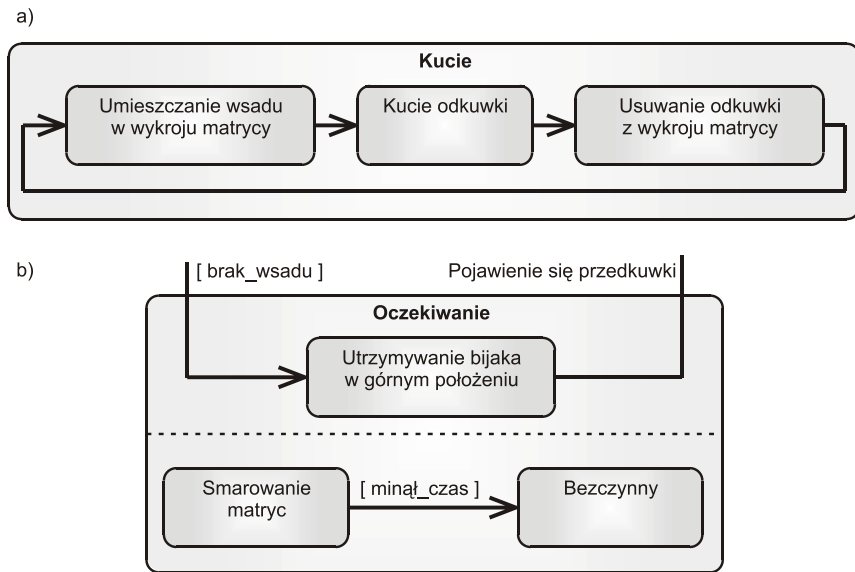 a)
Kucie
Umieszczanie wsadu
w wykroju matrycy
Kucie odkuwki
Usuwanie odkuwki
z wykroju matrycy
b)
[ brak_wsadu ]
Pojawienie się przedkuwki
Oczekiwanie
Utrzymywanie bijaka
w górnym położeniu
Smarowanie
matryc
[ minął_czas ]
Bezczynny